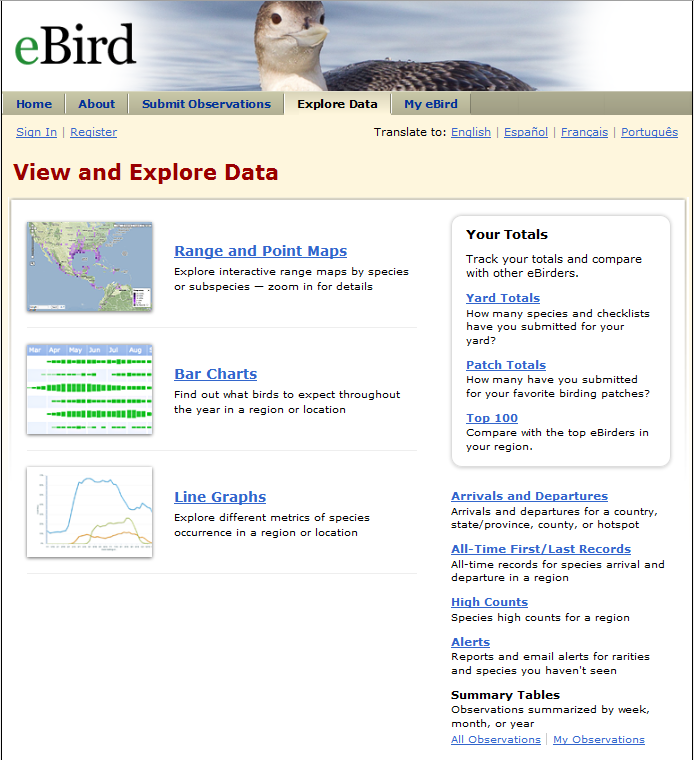 eBird
Home
About
Submit Observations
Explore Data
My eBird
Sign In | Register
Translate to: English | Español | Français | Português
View and Explore Data
Range and Point Maps
Explore interactive range maps by species
or subspecies — zoom in for details
Mar Apr May Jun Jul Aug
Bar Charts
Find out what birds to expect throughout
the year in a region or location
Line Graphs
Explore different metrics of species
occurrence in a region or location
Your Totals
Track your totals and compare
with other eBirders.
Yard Totals
How many species and checklists
have you submitted for your
yard?
Patch Totals
How many have you submitted
for your favorite birding patches?
Top 100
Compare with the top eBirders in
your region.
Arrivals and Departures
Arrivals and departures for a country,
state/province, county, or hotspot
All-Time First/Last Records
All-time records for species arrival and
departure in a region
High Counts
Species high counts for a region
Alerts
Reports and email alerts for rarities
and species you haven't seen
Summary Tables
Observations summarized by week,
month, or year
All Observations | My Observations